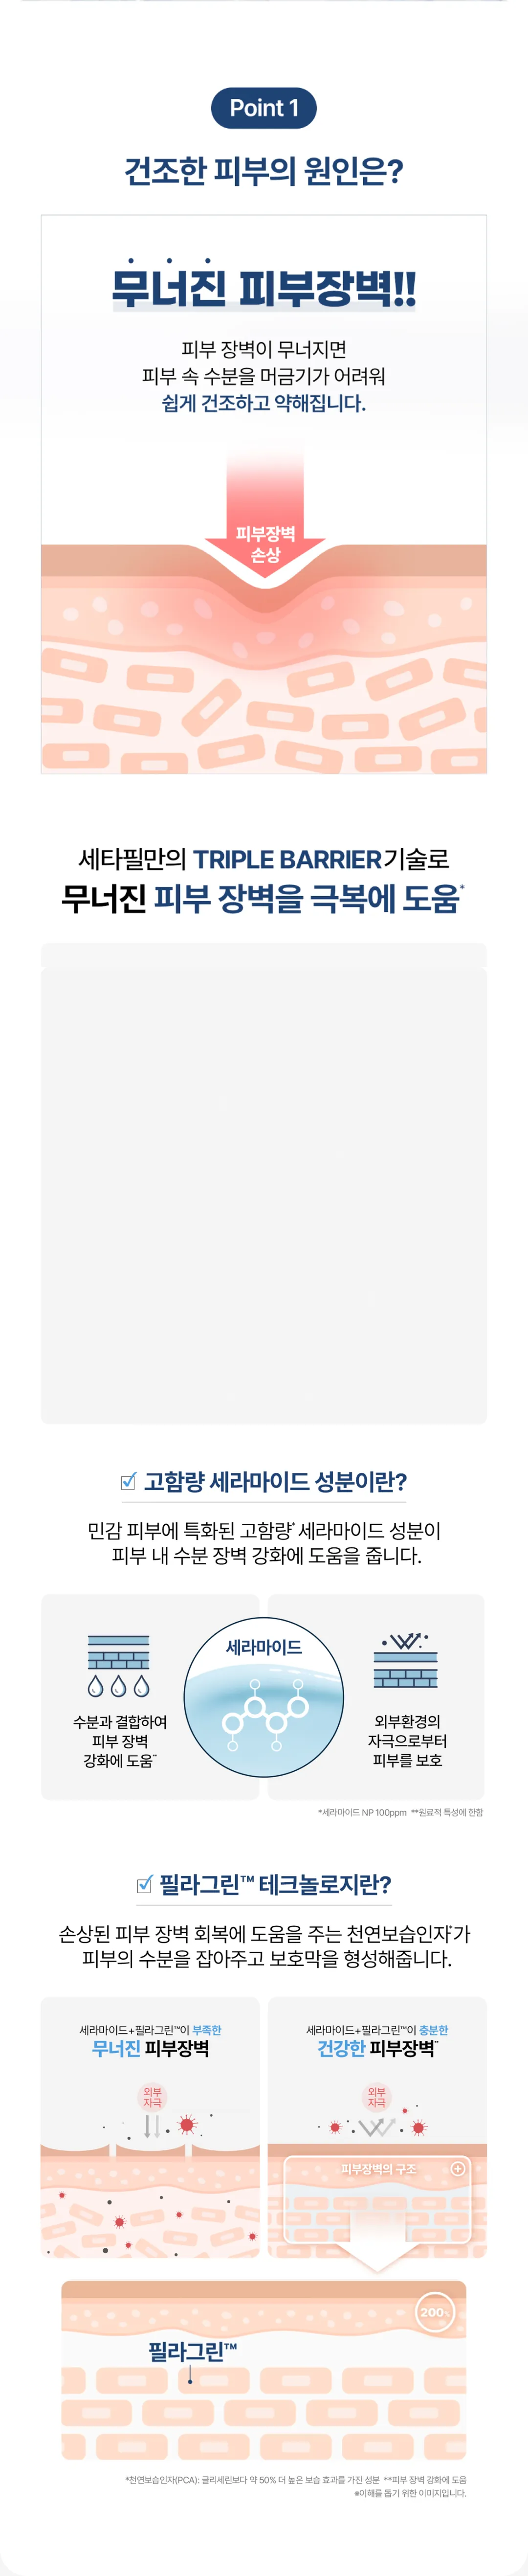 Point 1
건조한 피부의 원인은?
무너진 피부장벽!!
피부 장벽이 무너지면
피부 속 수분을 머금기가 어려워
쉽게 건조하고 약해집니다.
피부장벽
손상
세타필만의 TRIPLE BARRIER기술로
무너진 피부 장벽을 극복에 도움*
고함량 세라마이드 성분이란?
민감 피부에 특화된 고함량* 세라마이드 성분이
피부 내 수분 장벽 강화에 도움을 줍니다.
세라마이드
수분과 결합하여
피부 장벽
강화에 도움**
외부환경의
자극으로부터
피부를 보호
*세라마이드 NP 100ppm **원료적 특성에 한함
필라그린™ 테크놀로지란?
손상된 피부 장벽 회복에 도움을 주는 천연보습인자*가
피부의 수분을 잡아주고 보호막을 형성해줍니다.
세라마이드+필라그린™이 부족한
무너진 피부장벽
외부
자극
세라마이드+필라그린™이 충분한
건강한 피부장벽**
외부
자극
피부장벽의 구조
200%
필라그린™
*천연보습인자(PCA): 글리세린보다 약 50% 더 높은 보습 효과를 가진 성분 **피부 장벽 강화에 도움
※이해를 돕기 위한 이미지입니다.